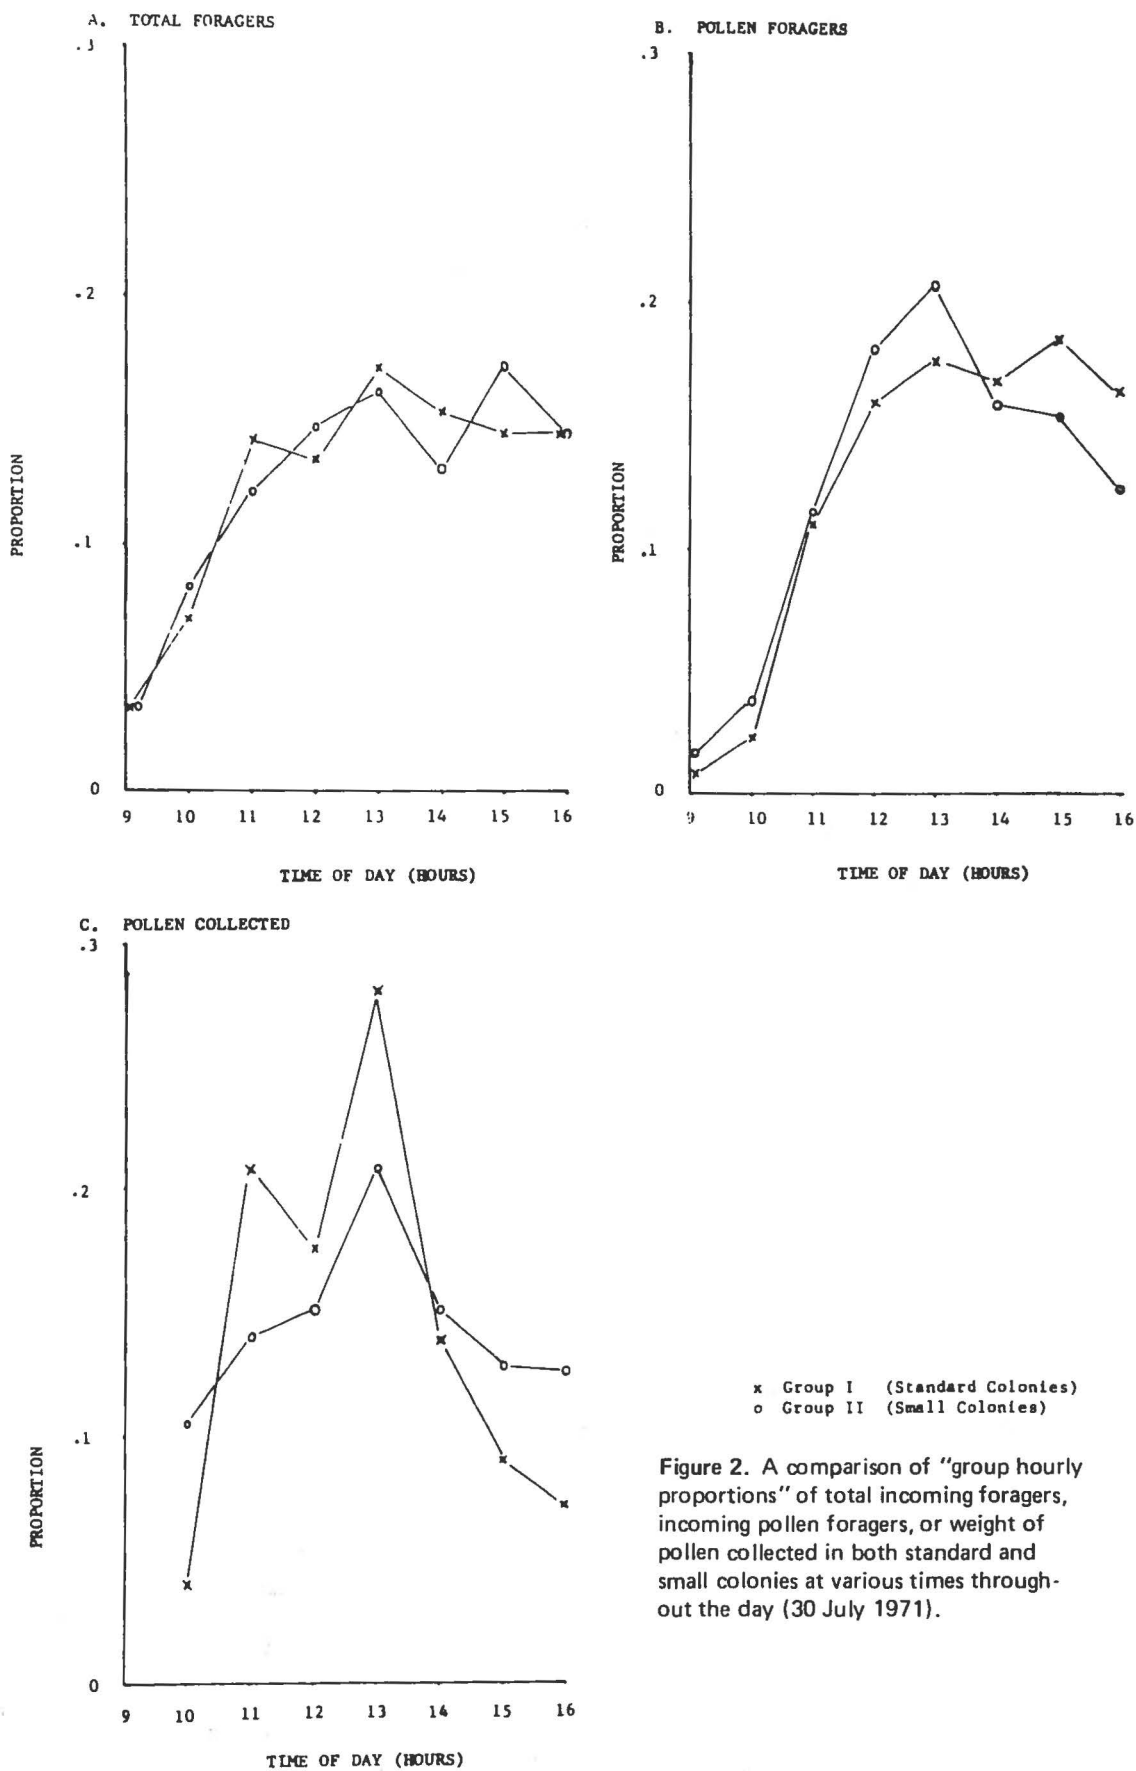 A. TOTAL FORAGERS
.3
.2
.1
0
PROPORTION
9 10 11 12 13 14 15 16
TIME OF DAY (HOURS)
B. POLLEN FORAGERS
.3
.2
.1
0
PROPORTION
9 10 11 12 13 14 15 16
TIME OF DAY (HOURS)
C. POLLEN COLLECTED
.3
.2
.1
0
PROPORTION
9 10 11 12 13 14 15 16
TIME OF DAY (HOURS)
x Group I (Standard Colonies)
o Group II (Small Colonies)
Figure 2. A comparison of "group hourly
proportions" of total incoming foragers,
incoming pollen foragers, or weight of
pollen collected in both standard and
small colonies at various times through-
out the day (30 July 1971).